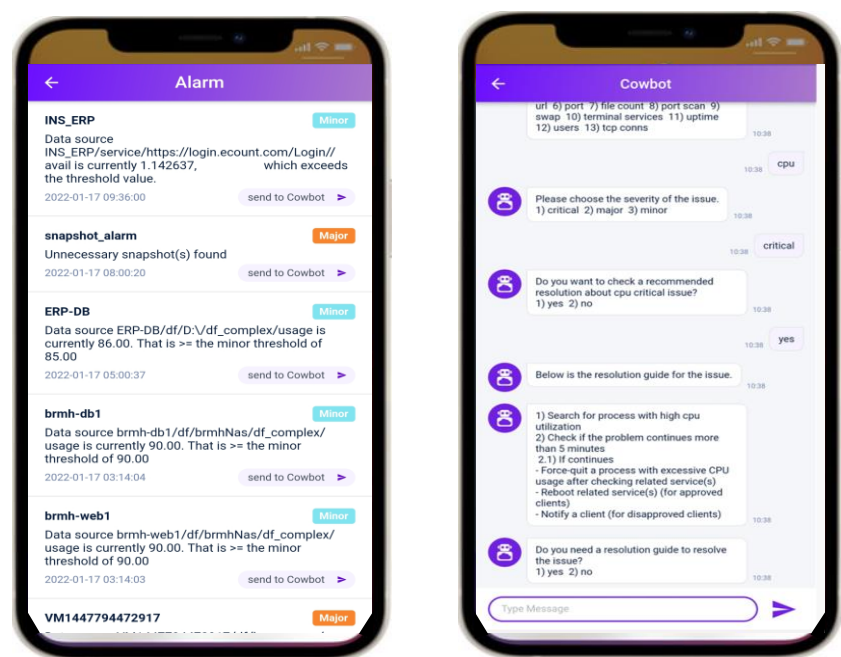 Alarm
INS_ERP
Minor
Data source
INS_ERP/service/https://login.ecount.com/Login//
avail is currently 1.142637, which exceeds
the threshold value.
2022-01-17 09:36:00
send to Cowbot
snapshot_alarm
Major
Unnecessary snapshot(s) found
2022-01-17 08:00:20
send to Cowbot
ERP-DB
Minor
Data source ERP-DB/df/D:\/df_complex/usage is
currently 86.00. That is >= the minor threshold of
85.00
2022-01-17 05:00:37
send to Cowbot
brmh-db1
Minor
Data source brmh-db1/df/brmhNas/df_complex/
usage is currently 90.00. That is >= the minor
threshold of 90.00
2022-01-17 03:14:04
send to Cowbot
brmh-web1
Minor
Data source brmh-web1/df/brmhNas/df_complex/
usage is currently 90.00. That is >= the minor
threshold of 90.00
2022-01-17 03:14:03
send to Cowbot
VM1447794472917
Major
Cowbot
url 6) port 7) file count 8) port scan 9)
swap 10) terminal services 11) uptime
12) users 13) tcp conns
10:38
cpu
10:38
Please choose the severity of the issue.
1) critical 2) major 3) minor
10:38
critical
10:38
Do you want to check a recommended
resolution about cpu critical issue?
1) yes 2) no
10:38
yes
10:38
Below is the resolution guide for the issue.
10:38
1) Search for process with high cpu
utilization
2) Check if the problem continues more
than 5 minutes
2.1) If continues
- Force-quit a process with excessive CPU
usage after checking related service(s)
- Reboot related service(s) (for approved
clients)
- Notify a client (for disapproved clients)
10:38
Do you need a resolution guide to resolve
the issue?
1) yes 2) no
10:38
Type Message